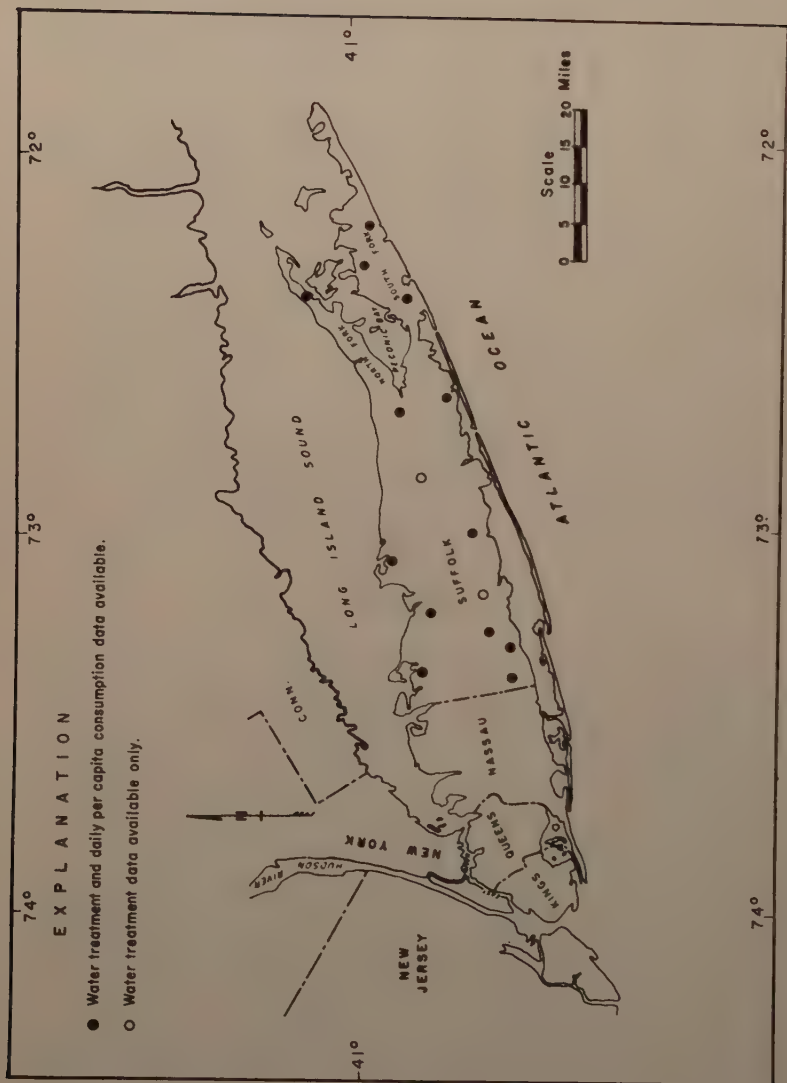 74°
73°
72°
EXPLANATION
Water treatment and daily per capita consumption data available.
Water treatment data available only.
41°
41°
N
CONN.
NEW YORK
HUDSON
RIVER
NEW
JERSEY
LONG ISLAND SOUND
NORTH FORK
PECONIC BAY
SOUTH FORK
SUFFOLK
NASSAU
QUEENS
KINGS
ATLANTIC OCEAN
Scale
0 5 10 15 20 Miles
74°
73°
72°